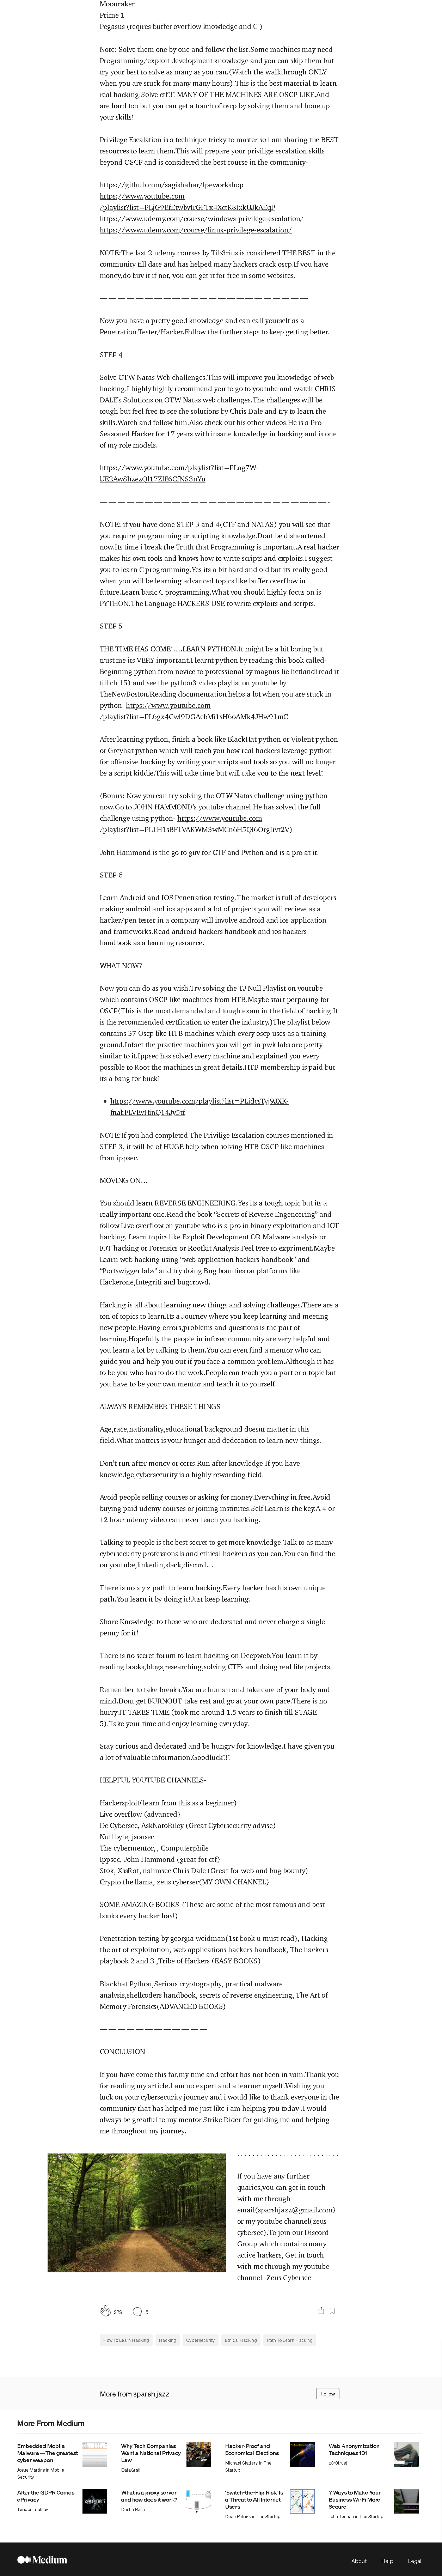 Moonraker
Prime 1
Pegasus (reqires buffer overflow knowledge and C )
Note: Solve them one by one and follow the list.Some machines may need
Programming/exploit development knowledge and you can skip them but
try your best to solve as many as you can.(Watch the walkthrough ONLY
when you are stuck for many many hours).This is the best material to learn
real hacking.Solve ctf!!! MANY OF THE MACHINES ARE OSCP LIKE.And
are hard too but you can get a touch of ocrp by solving them and hone up
your skills!
Privilege Escalation is a technique tricky to master so i am sharing the BEST
resources to learn them.This will prepare your privilige escalation skills
beyond OSCP and is considered the best course in the community-
https://github.com/sagishahar/lpeworkshop
https://www.youtube.com
/playlist?list=PLjG9EfEtwbvIrGFTx4XctK8IxkUJkAEqP
https://www.udemy.com/course/windows-privilege-escalation/
https://www.udemy.com/course/linux-privilege-escalation/
NOTE:The last 2 udemy courses by Tib3rius is considered THE BEST in the
community till date and has helped many hackers crack oscp.If you have
money,do buy it if not, you can get it for free in some websites.
— — — — — — — — — — — — — — — — — — — — — — —
Now you have a pretty good knowledge and can call yourself as a
Penetration Tester/Hacker.Follow the further steps to keep getting better.
STEP 4
Solve OTW Natas Web challenges.This will improve you knowledge of web
hacking.I highly highly recommend you to go to youtube and watch CHRIS
DALE's Solutions on OTW Natas web challenges.The challenges will be
tough but feel free to see the solutions by Chris Dale and try to learn the
skills.Watch and follow him.Also check out his other videos.He is a Pro
Seasoned Hacker for 17 years with insane knowledge in hacking and is one
of my role models.
https://www.youtube.com/playlist?list=PLag7W-
UE2Aw8hzezQI17ZIE6CfNS3nYu
— — — — — — — — — — — — — — — — — — — — — — — — — -
NOTE: if you have done STEP 3 and 4(CTF and NATAS) you will see that
you require programming or scripting knowledge.Dont be disheartened
now.Its time i break the Truth that Programming is important.A real hacker
makes his own tools and knows how to write scripts and exploits.I suggest
you to learn C programming.Yes its a bit hard and old but its really good
when you will be learning advanced topics like buffer overflow in
future.Learn basic C programming.What you should highly focus on is
PYTHON.The Language HACKERS USE to write exploits and scripts.
STEP 5
THE TIME HAS COME!….LEARN PYTHON.It might be a bit boring but
trust me its VERY important.I learnt python by reading this book called-
Beginning python from novice to professional by magnus lie hetland(read it
till ch 15) and see the python3 video playlist on youtube by
TheNewBoston.Reading documentation helps a lot when you are stuck in
python. https://www.youtube.com
/playlist?list=PL6gx4Cwl9DGAcbMi1sH6oAMk4JHw91mC_
After learning python, finish a book like BlackHat python or Violent python
or Greyhat python which will teach you how real hackers leverage python
for offensive hacking by writing your scripts and tools so you will no longer
be a script kiddie.This will take time but will take you to the next level!
(Bonus: Now you can try solving the OTW Natas challenge using python
now.Go to JOHN HAMMOND's youtube channel.He has solved the full
challenge using python- https://www.youtube.com
/playlist?list=PL1H1sBF1VAKWM3wMCn6H5Ql6OrgIivt2V)
John Hammond is the go to guy for CTF and Python and is a pro at it.
STEP 6
Learn Android and IOS Penetration testing.The market is full of developers
making android and ios apps and a lot of projects you will recieve as a
hacker/pen tester in a company will involve android and ios application
and frameworks.Read android hackers handbook and ios hackers
handbook as a learning resource.
WHAT NOW?
Now you can do as you wish.Try solving the TJ Null Playlist on youtube
which contains OSCP like machines from HTB.Maybe start preparing for
OSCP(This is the most demanded and tough exam in the field of hacking.It
is the recommended certfication to enter the industry.)The playlist below
contains 37 Oscp like HTB machines which everyone uses as a training
ground.Infact the practice machines you will get in pwk labs are pretty
similar to it.Ippsec has solved every machine and explained you every
possible to Root the machines in great details.HTB membership is paid but
its a bang for buck!
• https://www.youtube.com/playlist?list=PLidcsTyj9JXK-
fnabFLVEvHinQ14Jy5tf
NOTE:If you had completed The Privilige Escalation courses mentioned in
STEP 3, it will be of HUGE help when solving HTB OSCP like machines
from ippsec.
MOVING ON…
You should learn REVERSE ENGINEERING.Yes its a tough topic but its a
really important one.Read the book “Secrets of Reverse Engeneering” and
follow Live overflow on youtube who is a pro in binary exploitation and IOT
hacking. Learn topics like Exploit Development OR Malware analysis or
IOT hacking or Forensics or Rootkit Analysis.Feel Free to expriment.Maybe
Learn web hacking using “web application hackers handbook” and
“Portswigger labs” and try doing Bug bounties on platforms like
Hackerone,Integriti and bugcrowd.
Hacking is all about learning new things and solving challenges.There are a
ton of topics to learn.Its a Journey where you keep learning and meeting
new people.Having errors,problems and questions is the part of
learning.Hopefully the people in infosec community are very helpful and
you learn a lot by talking to them.You can even find a mentor who can
guide you and help you out if you face a common problem.Although it has
to be you who has to do the work.People can teach you a part or a topic but
you have to be your own mentor and teach it to yourself.
ALWAYS REMEMBER THESE THINGS-
Age,race,nationality,educational background doesnt matter in this
field.What matters is your hunger and dedecation to learn new things.
Don't run after money or certs.Run after knowledge.If you have
knowledge,cybersecurity is a highly rewarding field.
Avoid people selling courses or asking for money.Everything in free.Avoid
buying paid udemy courses or joining institutes.Self Learn is the key.A 4 or
12 hour udemy video can never teach you hacking.
Talking to people is the best secret to get more knowledge.Talk to as many
cybersecurity professionals and ethical hackers as you can.You can find the
on youtube,linkedin,slack,discord…
There is no x y z path to learn hacking.Every hacker has his own unique
path.You learn it by doing it!Just keep learning.
Share Knowledge to those who are dedecated and never charge a single
penny for it!
There is no secret forum to learn hacking on Deepweb.You learn it by
reading books,blogs,researching,solving CTFs and doing real life projects.
Remember to take breaks.You are human and take care of your body and
mind.Dont get BURNOUT take rest and go at your own pace.There is no
hurry.IT TAKES TIME.(took me around 1.5 years to finish till STAGE
5).Take your time and enjoy learning everyday.
Stay curious and dedecated and be hungry for knowledge.I have given you
a lot of valuable information.Goodluck!!!
HELPFUL YOUTUBE CHANNELS-
Hackersploit(learn from this as a beginner)
Live overflow (advanced)
Dc Cybersec, AskNatoRiley (Great Cybersecurity advise)
Null byte, jsonsec
The cybermentor, , Computerphile
Ippsec, John Hammond (great for ctf)
Stok, XssRat, nahmsec Chris Dale (Great for web and bug bounty)
Crypto the llama, zeus cybersec(MY OWN CHANNEL)
SOME AMAZING BOOKS-(These are some of the most famous and best
books every hacker has!)
Penetration testing by georgia weidman(1st book u must read), Hacking
the art of exploitation, web applications hackers handbook, The hackers
playbook 2 and 3 ,Tribe of Hackers (EASY BOOKS)
Blackhat Python,Serious cryptography, practical malware
analysis,shellcoders handbook, secrets of reverse engineering, The Art of
Memory Forensics(ADVANCED BOOKS)
— — — — — — — — — — — —
CONCLUSION
If you have come this far,my time and effort has not been in vain.Thank you
for reading my article.I am no expert and a learner myself.Wishing you
luck on your cybersecurity journey and i would like to thank everyone in the
community that has helped me just like i am helping you today .I would
always be greatful to my mentor Strike Rider for guiding me and helping
me throughout my journey.
If you have any further
quaries,you can get in touch
with me through
email(sparshjazz@gmail.com)
or my youtube channel(zeus
cybersec).To join our Discord
Group which contains many
active hackers, Get in touch
with me through my youtube
channel- Zeus Cybersec
279 5
How To Learn Hacking Hacking Cybersecurity Ethical Hacking Path To Learn Hacking
More from sparsh jazz
Follow
More From Medium
Embedded Mobile
Malware — The greatest
cyber weapon
Josue Martins in Mobile
Security
Why Tech Companies
Want a National Privacy
Law
DataGrail
Hacker-Proof and
Economical Elections
Michael Slattery in The
Startup
Web Anonymization
Techniques 101
z3r0trust
After the GDPR Comes
ePrivacy
Teodor Teofilov
What is a proxy server
and how does it work?
Dustin Rash
'Switch-the-Flip Risk': Is
a Threat to All Internet
Users
Dean Patrick in The Startup
7 Ways to Make Your
Business Wi-Fi More
Secure
John Teehan in The Startup
Medium
About Help Legal